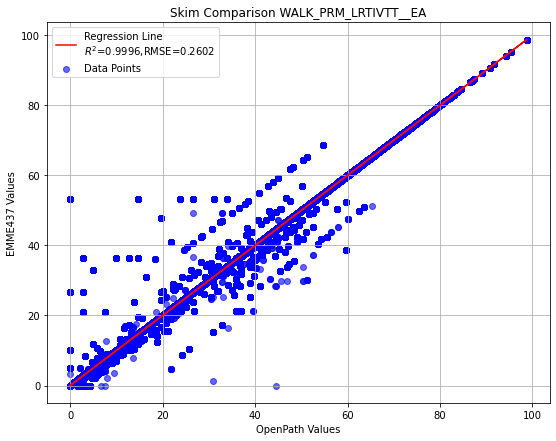 Skim Comparison WALK_PRM_LRTIVTT__EA
Regression Line
R²=0.9996,RMSE=0.2602
Data Points
EMME437 Values
100
80
60
40
20
0
0 20 40 60 80 100
OpenPath Values